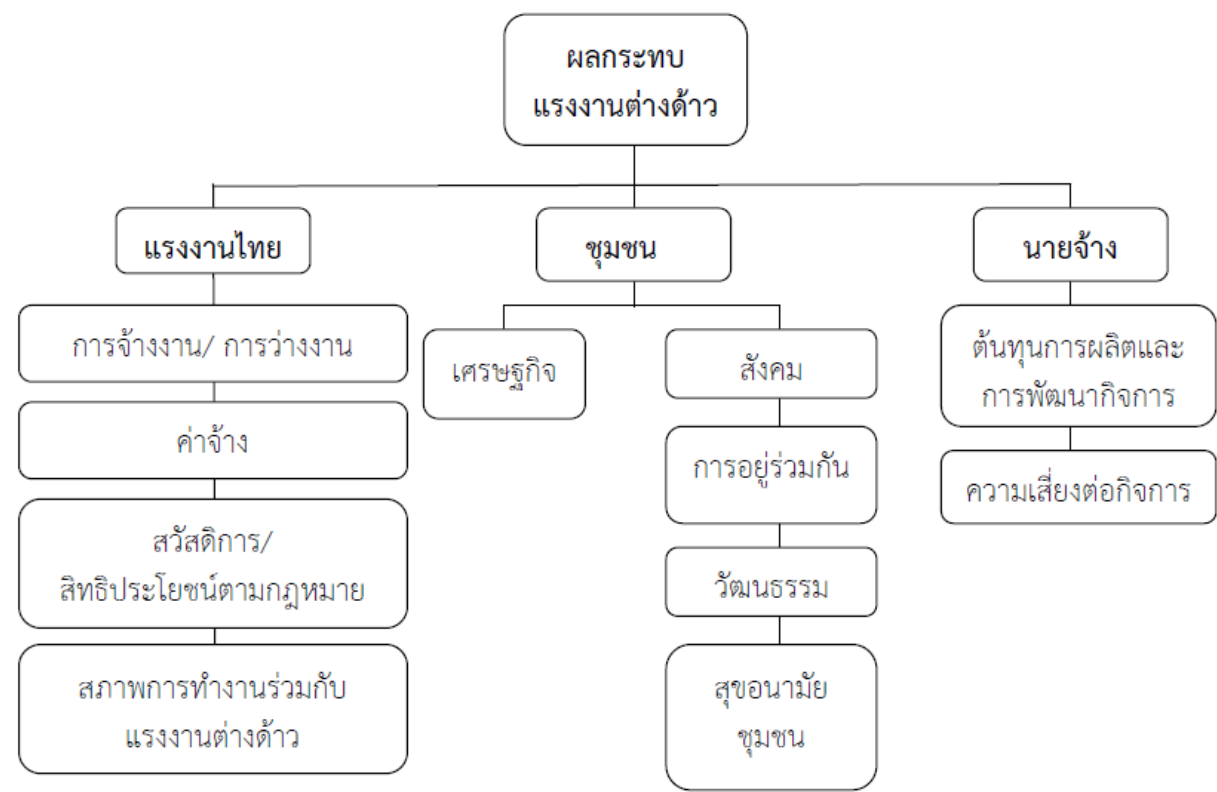 ผลกระทบ
แรงงานต่างด้าว
แรงงานไทย
ชุมชน
นายจ้าง
การจ้างงาน/ การว่างงาน
ค่าจ้าง
สวัสดิการ/
สิทธิประโยชน์ตามกฎหมาย
สภาพการทำงานร่วมกับ
แรงงานต่างด้าว
เศรษฐกิจ
สังคม
การอยู่ร่วมกัน
วัฒนธรรม
สุขอนามัย
ชุมชน
ต้นทุนการผลิตและ
การพัฒนากิจการ
ความเสี่ยงต่อกิจการ